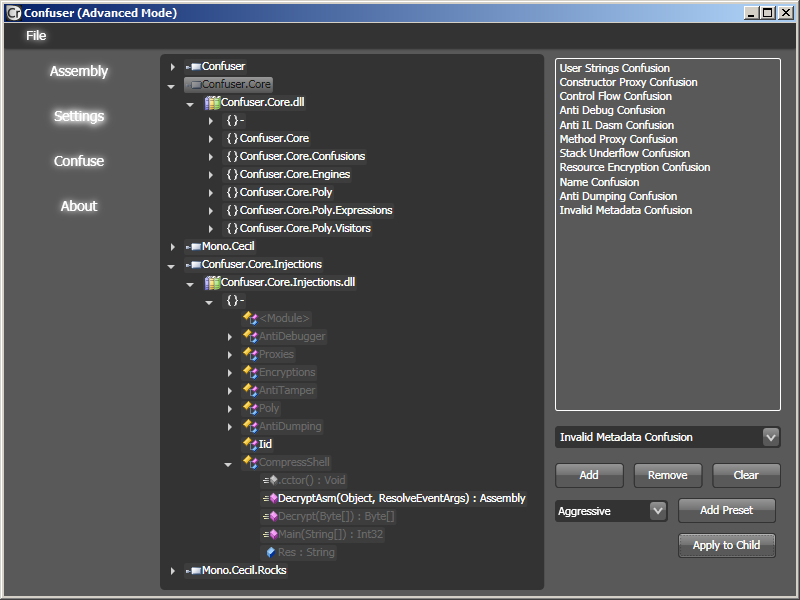 Cr Confuser (Advanced Mode)
File
Assembly
Settings
Confuse
About
Confuser
Confuser.Core
Confuser.Core.dll
{ } -
{ } Confuser.Core
{ } Confuser.Core.Confusions
{ } Confuser.Core.Engines
{ } Confuser.Core.Poly
{ } Confuser.Core.Poly.Expressions
{ } Confuser.Core.Poly.Visitors
Mono.Cecil
Confuser.Core.Injections
Confuser.Core.Injections.dll
{ } -
<Module>
AntiDebugger
Proxies
Encryptions
AntiTamper
Poly
AntiDumping
Iid
CompressShell
.cctor() : Void
DecryptAsm(Object, ResolveEventArgs) : Assembly
Decrypt(Byte[]) : Byte[]
Main(String[]) : Int32
Res : String
Mono.Cecil.Rocks
User Strings Confusion
Constructor Proxy Confusion
Control Flow Confusion
Anti Debug Confusion
Anti IL Dasm Confusion
Method Proxy Confusion
Stack Underflow Confusion
Resource Encryption Confusion
Name Confusion
Anti Dumping Confusion
Invalid Metadata Confusion
Invalid Metadata Confusion
Add Remove Clear
Aggressive Add Preset
Apply to Child